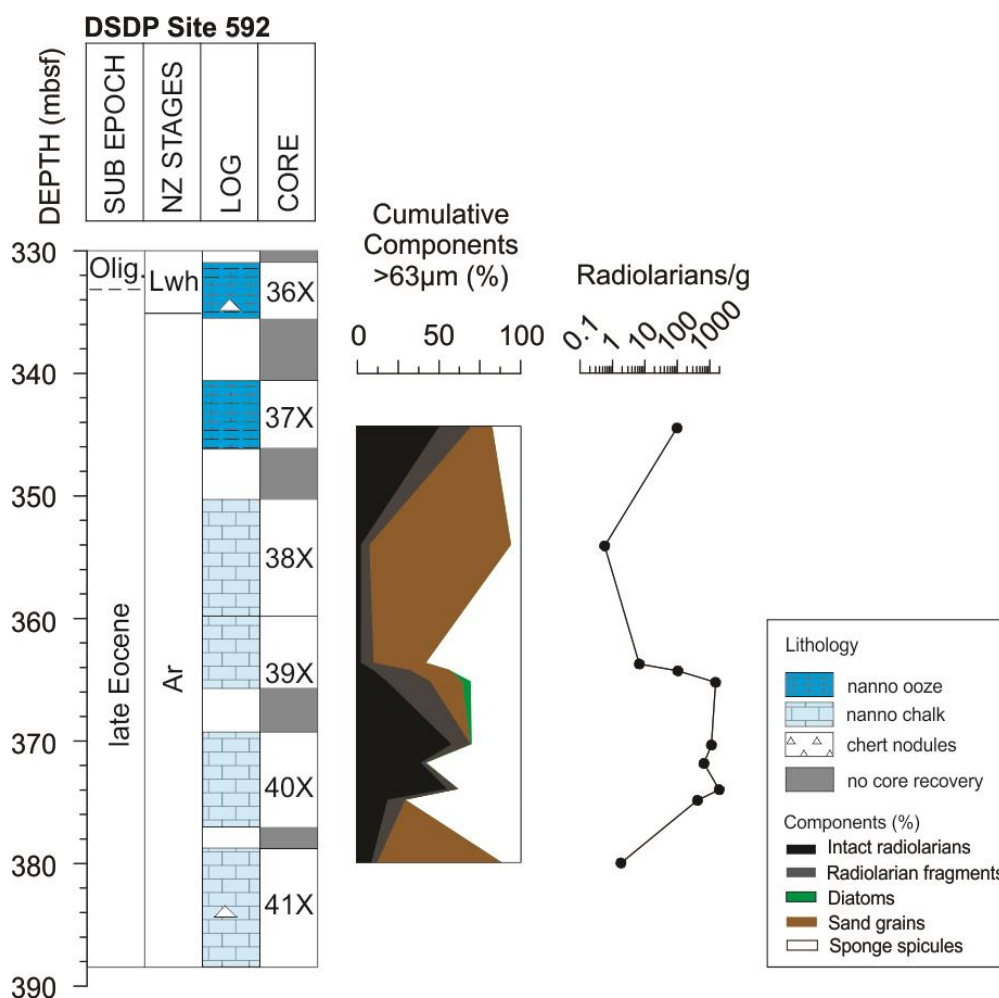 DSDP Site 592
DEPTH (mbsf)
SUB EPOCH
NZ STAGES
LOG
CORE
Cumulative
Components
>63µm (%)
0 50 100
Radiolarians/g
0.1 1 10 100 1000
330
340
350
360
370
380
390
Olig.
late Eocene
Lwh
Ar
36X
37X
38X
39X
40X
41X
Lithology
nanno ooze
nanno chalk
chert nodules
no core recovery
Components (%)
Intact radiolarians
Radiolarian fragments
Diatoms
Sand grains
Sponge spicules